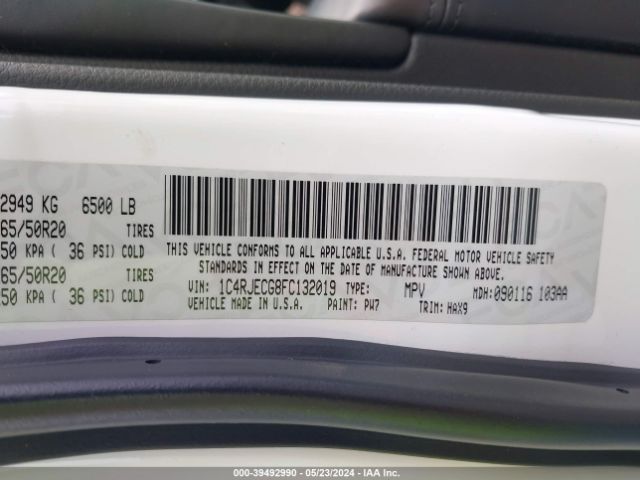 2949 KG 6500 LB
65/50R20 TIRES
50 KPA ( 36 PSI) COLD
65/50R20 TIRES
250 KPA ( 36 PSI) COLD
THIS VEHICLE CONFORMS TO ALL APPLICABLE U.S.A. FEDERAL MOTOR VEHICLE SAFETY
STANDARDS IN EFFECT ON THE DATE OF MANUFACTURE SHOWN ABOVE.
VIN: 1C4RJECG8FC132019 TYPE: MPV MDH: 090116 103AA
VEHICLE MADE IN U.S.A. PAINT: PW7 TRIM: HAX9
000-39492990 - 05/23/2024 - IAA Inc.